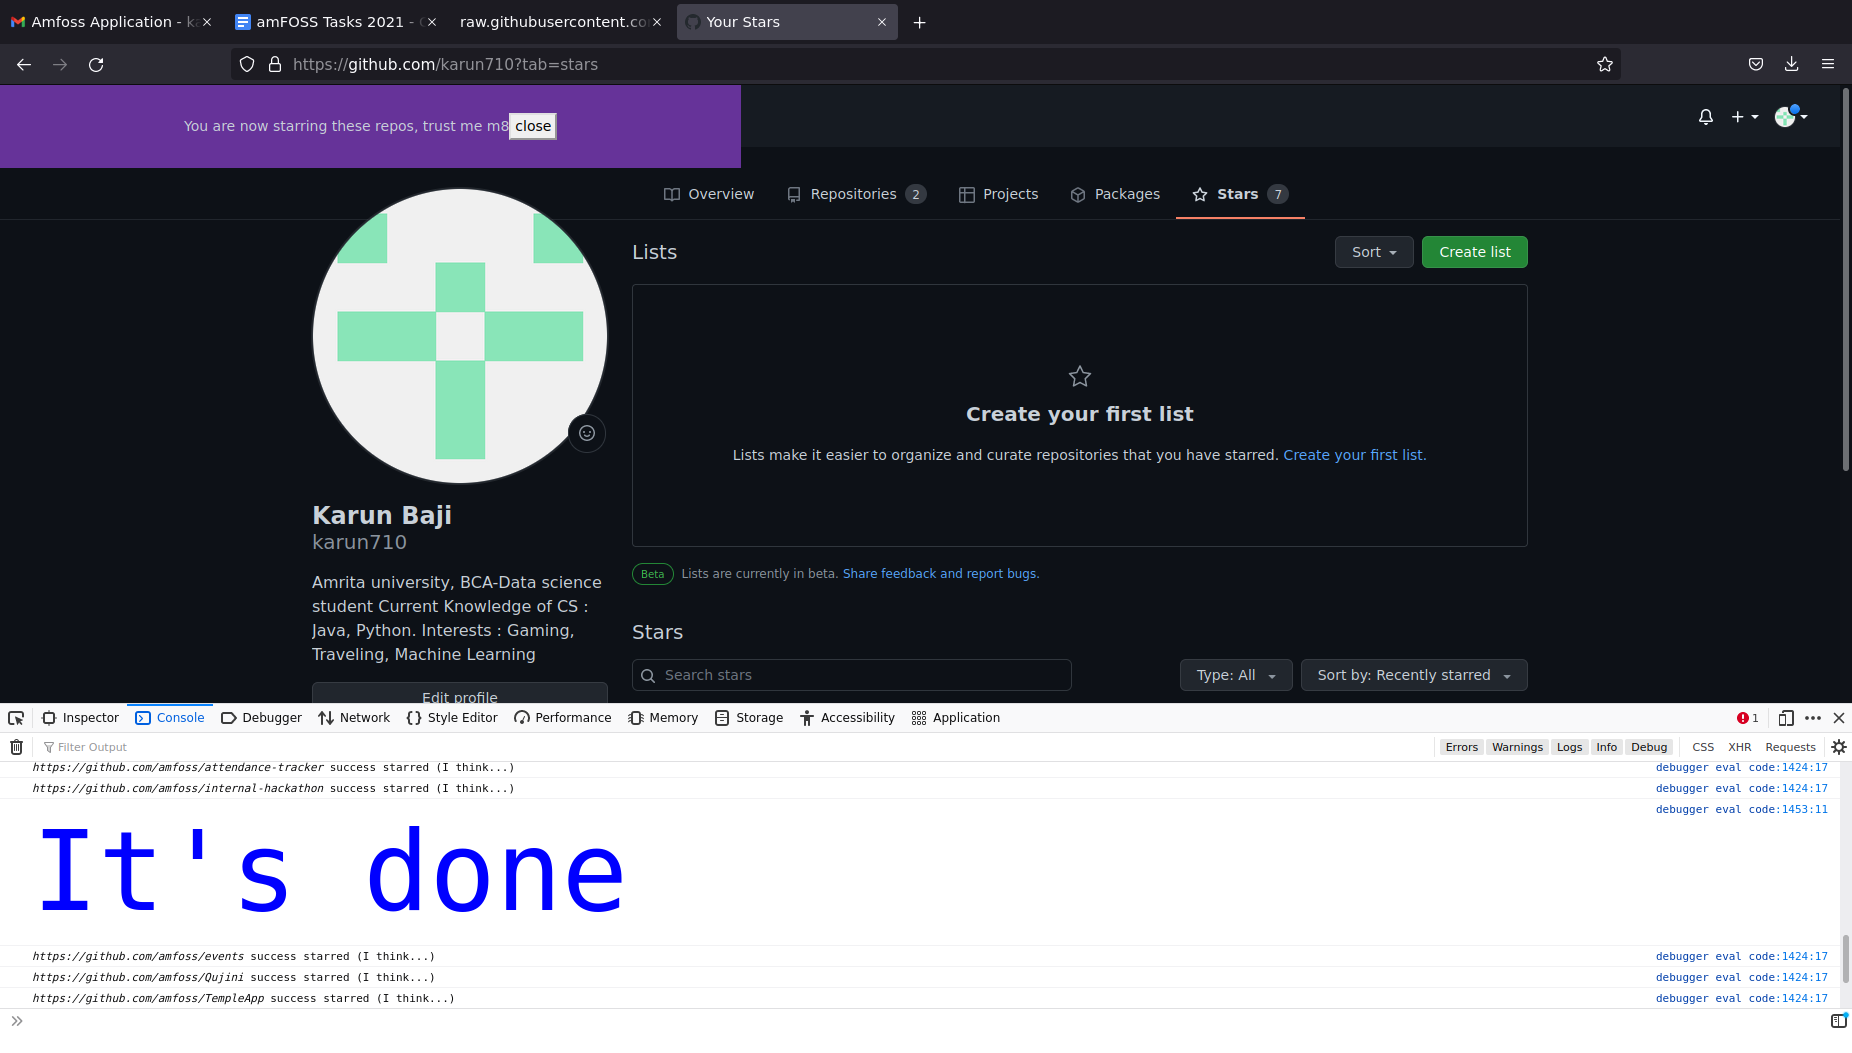 Amfoss Application - ka
amFOSS Tasks 2021 -
raw.githubusercontent.co
Your Stars
https://github.com/karun710?tab=stars
You are now starring these repos, trust me m8
close
Overview
Repositories 2
Projects
Packages
Stars 7
Lists
Sort
Create list
Create your first list
Lists make it easier to organize and curate repositories that you have starred. Create your first list.
Beta
Lists are currently in beta. Share feedback and report bugs.
Karun Baji
karun710
Amrita university, BCA-Data science
student Current Knowledge of CS :
Java, Python. Interests : Gaming,
Traveling, Machine Learning
Edit profile
Stars
Search stars
Type: All
Sort by: Recently starred
Inspector
Console
Debugger
Network
Style Editor
Performance
Memory
Storage
Accessibility
Application
1
Filter Output
Errors
Warnings
Logs
Info
Debug
CSS
XHR
Requests
https://github.com/amfoss/attendance-tracker success starred (I think...) debugger eval code:1424:17
https://github.com/amfoss/internal-hackathon success starred (I think...) debugger eval code:1424:17
debugger eval code:1453:11
It's done
https://github.com/amfoss/events success starred (I think...) debugger eval code:1424:17
https://github.com/amfoss/Qujini success starred (I think...) debugger eval code:1424:17
https://github.com/amfoss/TempleApp success starred (I think...) debugger eval code:1424:17